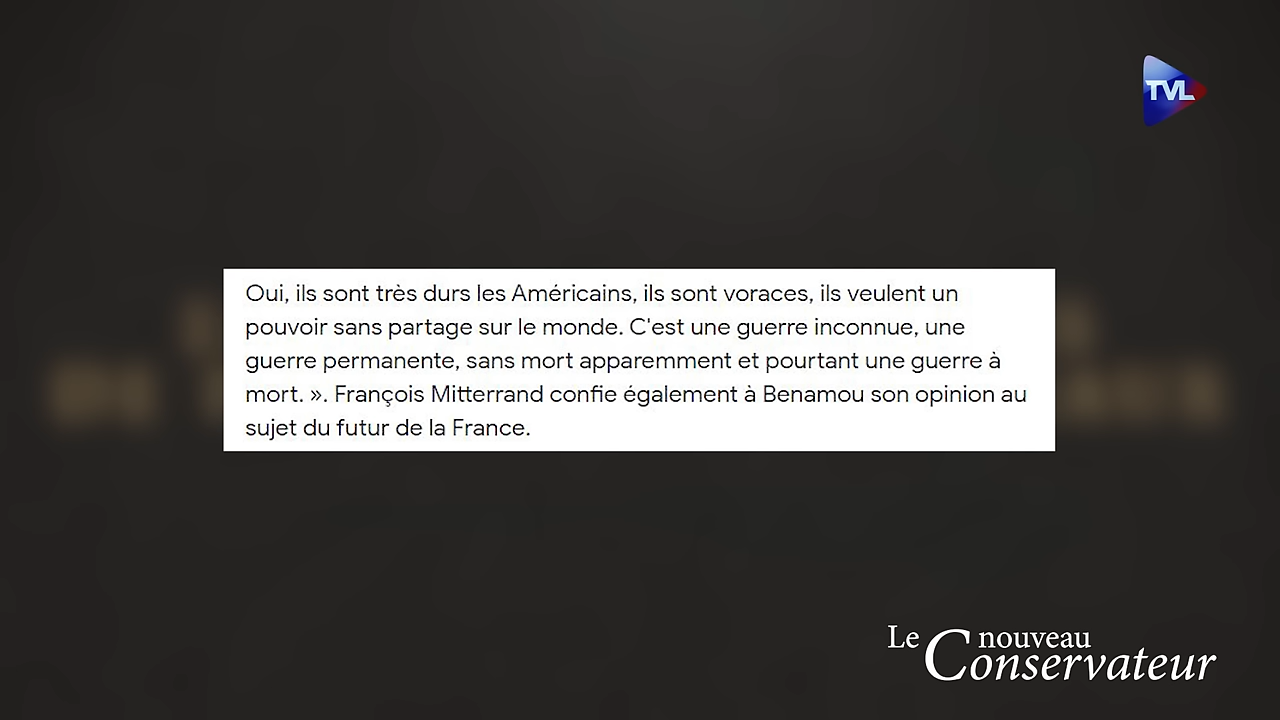 TVL
Oui, ils sont très durs les Américains, ils sont voraces, ils veulent un
pouvoir sans partage sur le monde. C'est une guerre inconnue, une
guerre permanente, sans mort apparemment et pourtant une guerre à
mort. ». François Mitterrand confie également à Benamou son opinion au
sujet du futur de la France.
Le nouveau
Conservateur